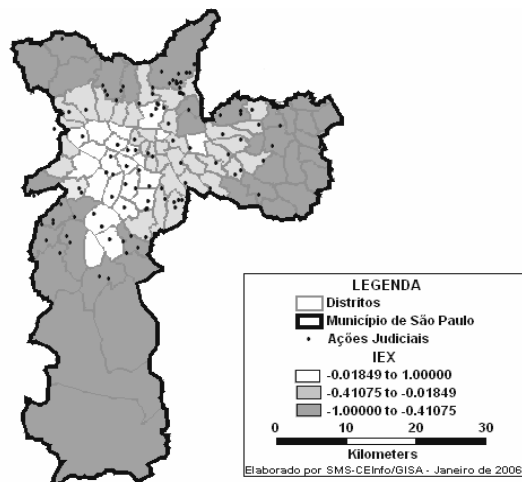 LEGENDA
Distritos
Município de São Paulo
Ações Judiciais
IEX
-0.01849 to 1.00000
-0.41075 to -0.01849
-1.00000 to -0.41075
0 10 20 30
Kilometers
Elaborado por SMS-CEInfo/GISA - Janeiro de 2006